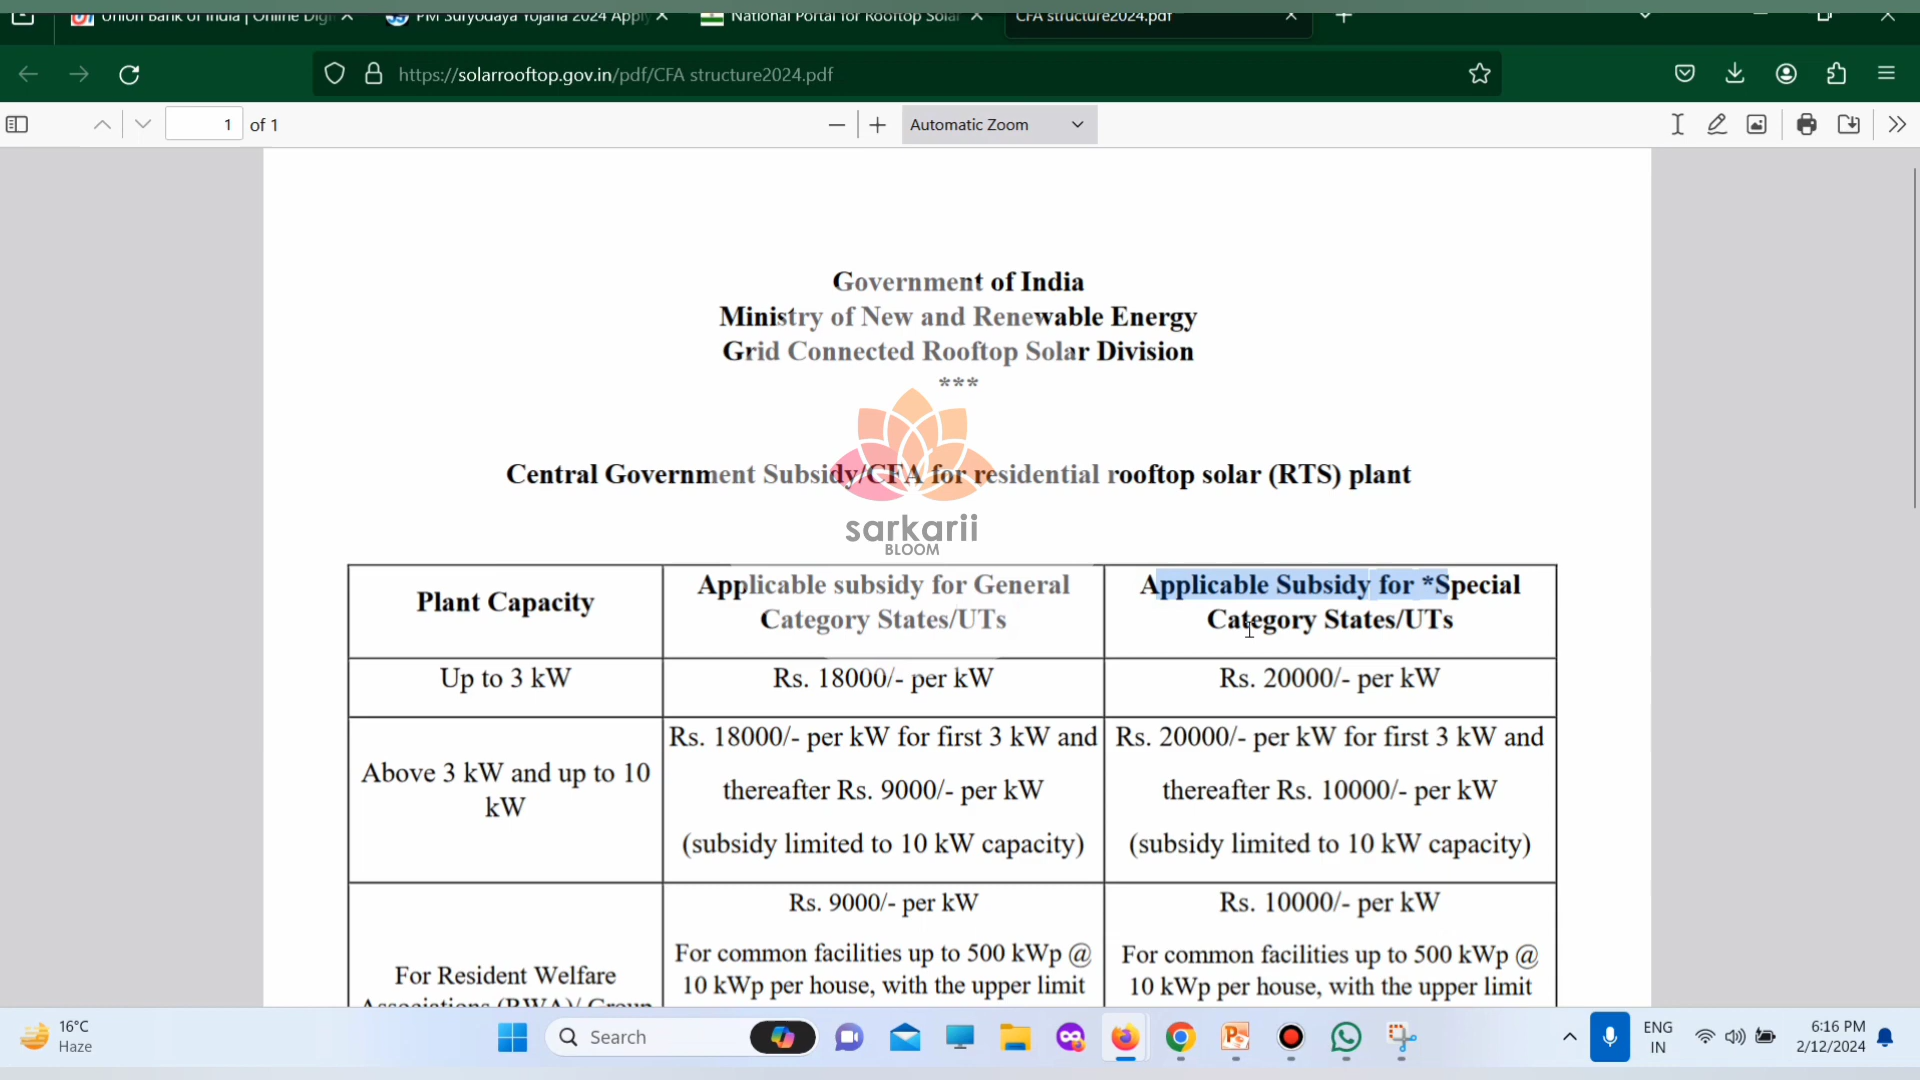 Union Bank of India | Online Digit
PM Suryodaya Yojana 2024 Apply
National Portal for Rooftop Solar
CFA structure2024.pdf
https://solarrooftop.gov.in/pdf/CFA structure2024.pdf
1 of 1
Automatic Zoom
Government of India
Ministry of New and Renewable Energy
Grid Connected Rooftop Solar Division
***
Central Government Subsidy/CFA for residential rooftop solar (RTS) plant
sarkarii
BLOOM
Plant Capacity
Applicable subsidy for General
Category States/UTs
Applicable Subsidy for *Special
Category States/UTs
Up to 3 kW
Rs. 18000/- per kW
Rs. 20000/- per kW
Above 3 kW and up to 10
kW
Rs. 18000/- per kW for first 3 kW and
thereafter Rs. 9000/- per kW
(subsidy limited to 10 kW capacity)
Rs. 20000/- per kW for first 3 kW and
thereafter Rs. 10000/- per kW
(subsidy limited to 10 kW capacity)
For Resident Welfare
Associations (RWA)/ Group
Rs. 9000/- per kW
For common facilities up to 500 kWp @
10 kWp per house, with the upper limit
Rs. 10000/- per kW
For common facilities up to 500 kWp @
10 kWp per house, with the upper limit
16°C
Haze
Search
ENG
IN
6:16 PM
2/12/2024